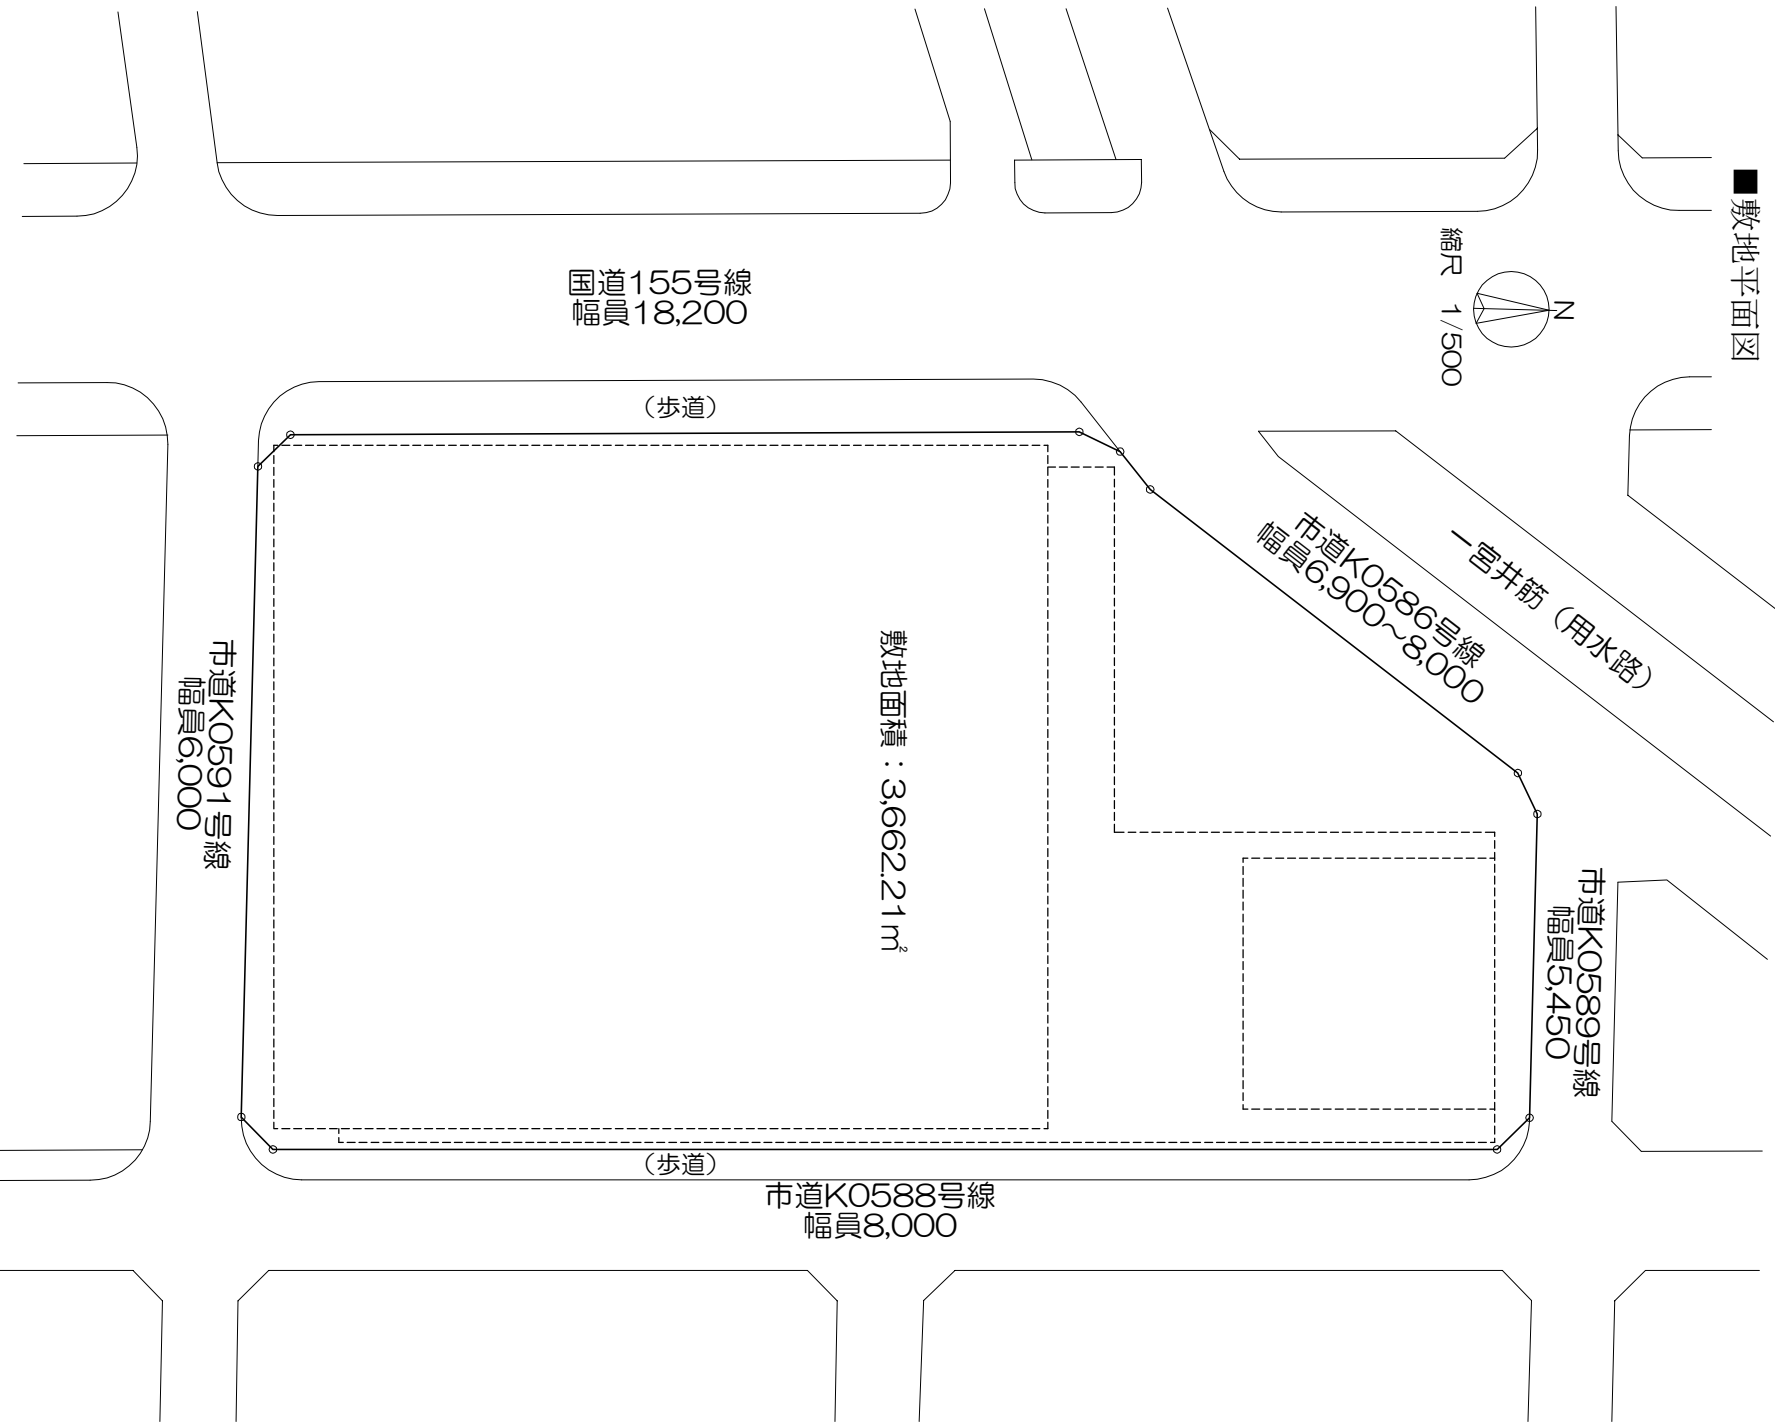 ■敷地平面図
N
縮尺 1/500
国道155号線
幅員18,200
（歩道）
一宮井筋（用水路）
市道K0586号線
幅員6,900～8,000
敷地面積：3,662.21㎡
市道K0591号線
幅員6,000
市道K0589号線
幅員5,450
（歩道）
市道K0588号線
幅員8,000